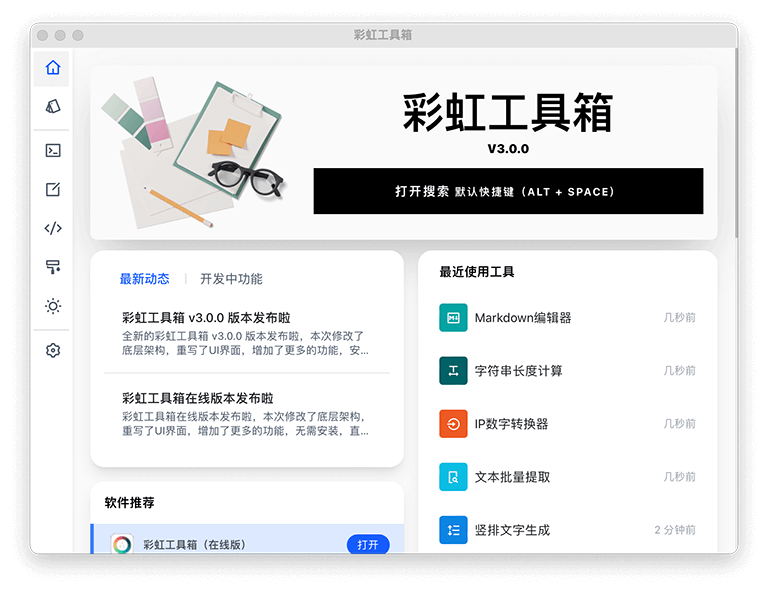 彩虹工具箱
彩虹工具箱
V3.0.0
打开搜索 默认快捷键（ALT + SPACE）
最新动态 | 开发中功能
彩虹工具箱 v3.0.0 版本发布啦
全新的彩虹工具箱 v3.0.0 版本发布啦，本次修改了
底层架构，重写了UI界面，增加了更多的功能，安...
彩虹工具箱在线版本发布啦
彩虹工具箱在线版本发布啦，本次修改了底层架构，
重写了UI界面，增加了更多的功能，无需安装，直...
软件推荐
彩虹工具箱（在线版）
打开
最近使用工具
Markdown编辑器 几秒前
字符串长度计算 几秒前
IP数字转换器 几秒前
文本批量提取 几秒前
竖排文字生成 2 分钟前